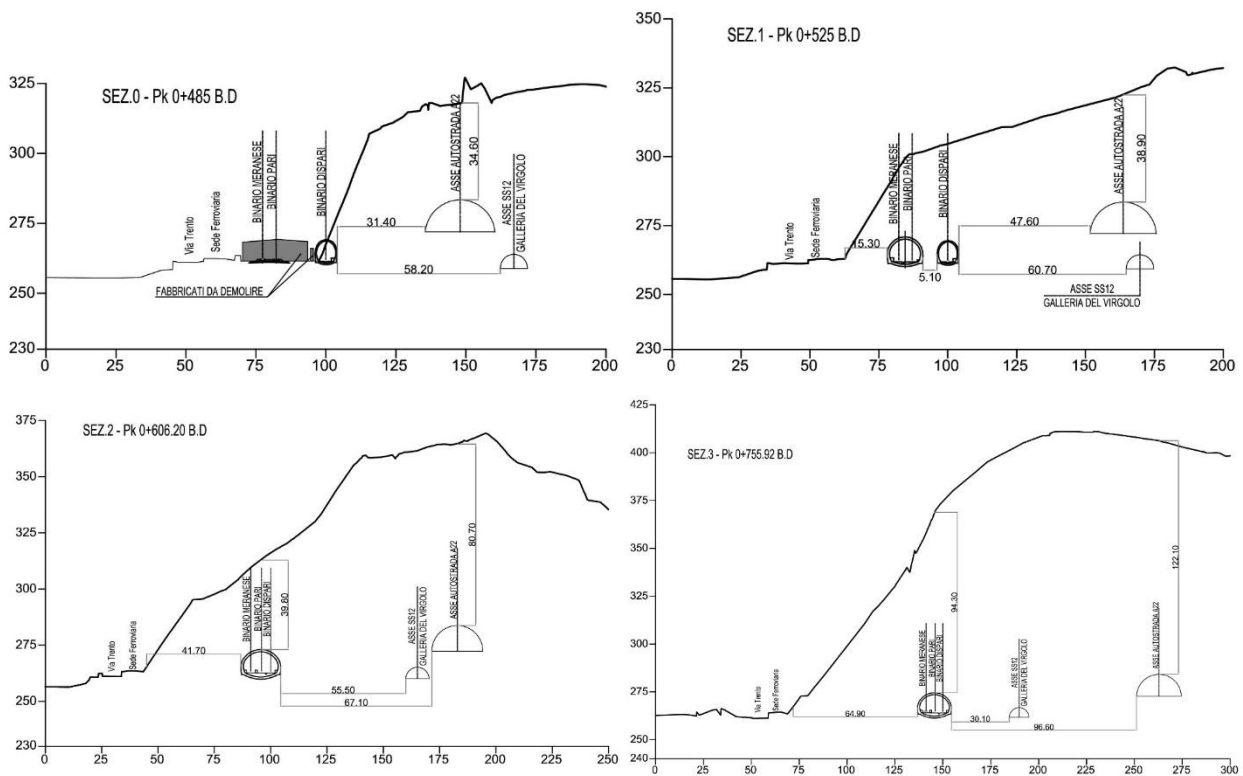 SEZ.0 - Pk 0+485 B.D
325
300
275
250
230
0 25 50 75 100 125 150 175 200
Via Trento
Sede Ferroviaria
BINARIO MERANESE
BINARIO PARI
BINARIO DISPARI
ASSE AUTOSTRADA A22
34.60
ASSE SS12
GALLERIA DEL VIRGOLO
31.40
58.20
FABBRICATI DA DEMOLIRE
SEZ.1 - Pk 0+525 B.D
350
325
300
275
250
230
0 25 50 75 100 125 150 175 200
Via Trento
Sede Ferroviaria
BINARIO MERANESE
BINARIO PARI
BINARIO DISPARI
ASSE AUTOSTRADA A22
38.90
15.30
5.10
47.60
60.70
ASSE SS12
GALLERIA DEL VIRGOLO
SEZ.2 - Pk 0+606.20 B.D
375
350
325
300
275
250
230
0 25 50 75 100 125 150 175 200 225 250
Via Trento
Sede Ferroviaria
BINARIO MERANESE
BINARIO PARI
BINARIO DISPARI
39.60
ASSE SS12
GALLERIA DEL VIRGOLO
ASSE AUTOSTRADA A22
80.70
41.70
55.50
67.10
SEZ.3 - Pk 0+755.92 B.D
425
400
375
350
325
300
275
250
240
0 25 50 75 100 125 150 175 200 225 250 275 300
Via Trento
Sede Ferroviaria
BINARIO MERANESE
BINARIO PARI
BINARIO DISPARI
94.30
ASSE SS12
GALLERIA DEL VIRGOLO
ASSE AUTOSTRADA A22
122.10
64.90
30.10
96.60